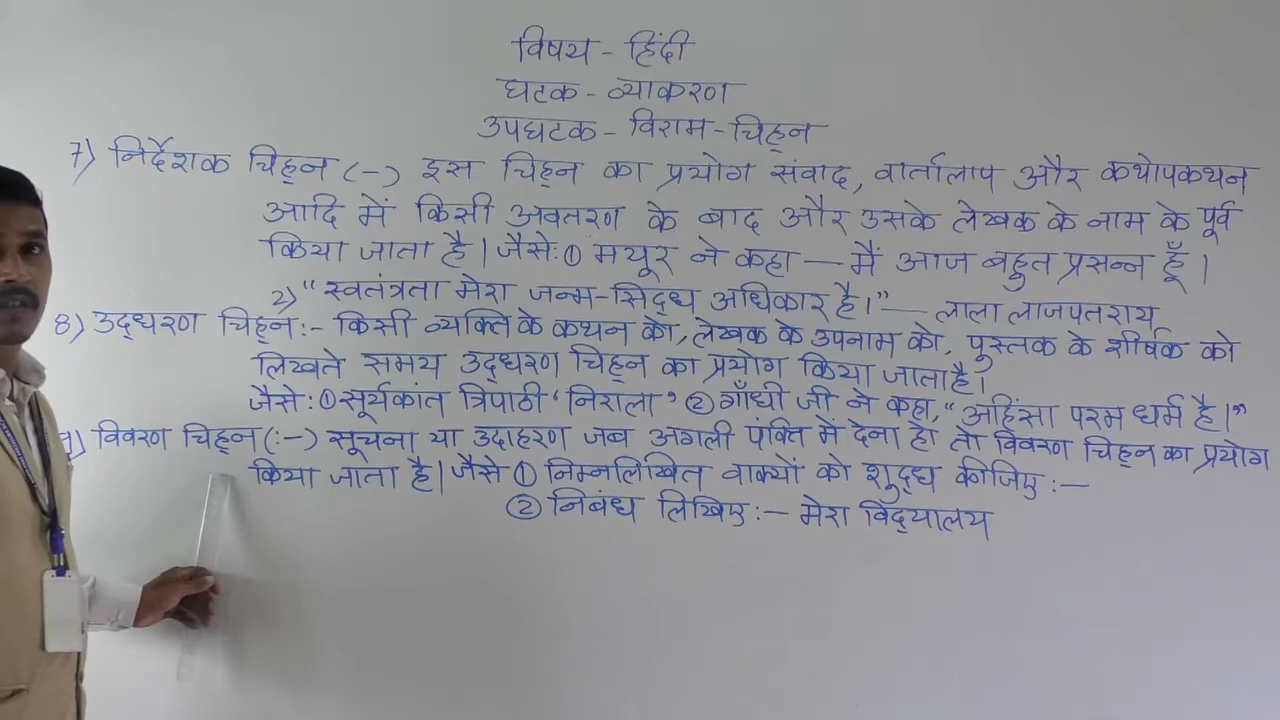 विषय - हिंदी
घटक - व्याकरण
उपघटक - विराम-चिह्न
7) निर्देशक चिह्न (-) इस चिह्न का प्रयोग संवाद, वार्तालाप और कथोपकथन
आदि में किसी अवतरण के बाद और उसके लेखक के नाम के पूर्व
किया जाता है। जैसे: ① मयूर ने कहा — मैं आज बहुत प्रसन्न हूँ।
2) "स्वतंत्रता मेरा जन्म-सिद्ध अधिकार है।" — लाला लाजपतराय
8) उद्धरण चिह्न:- किसी व्यक्ति के कथन को, लेखक के उपनाम को, पुस्तक के शीर्षक को
लिखते समय उद्धरण चिह्न का प्रयोग किया जाता है।
जैसे: ① सूर्यकांत त्रिपाठी 'निराला' ② गाँधी जी ने कहा, "अहिंसा परम धर्म है।"
9) विवरण चिह्न (:-) सूचना या उदाहरण जब अगली पंक्ति में देना हो तो विवरण चिह्न का प्रयोग
किया जाता है। जैसे ① निम्नलिखित वाक्यों को शुद्ध कीजिए :-
② निबंध लिखिए :- मेरा विद्यालय